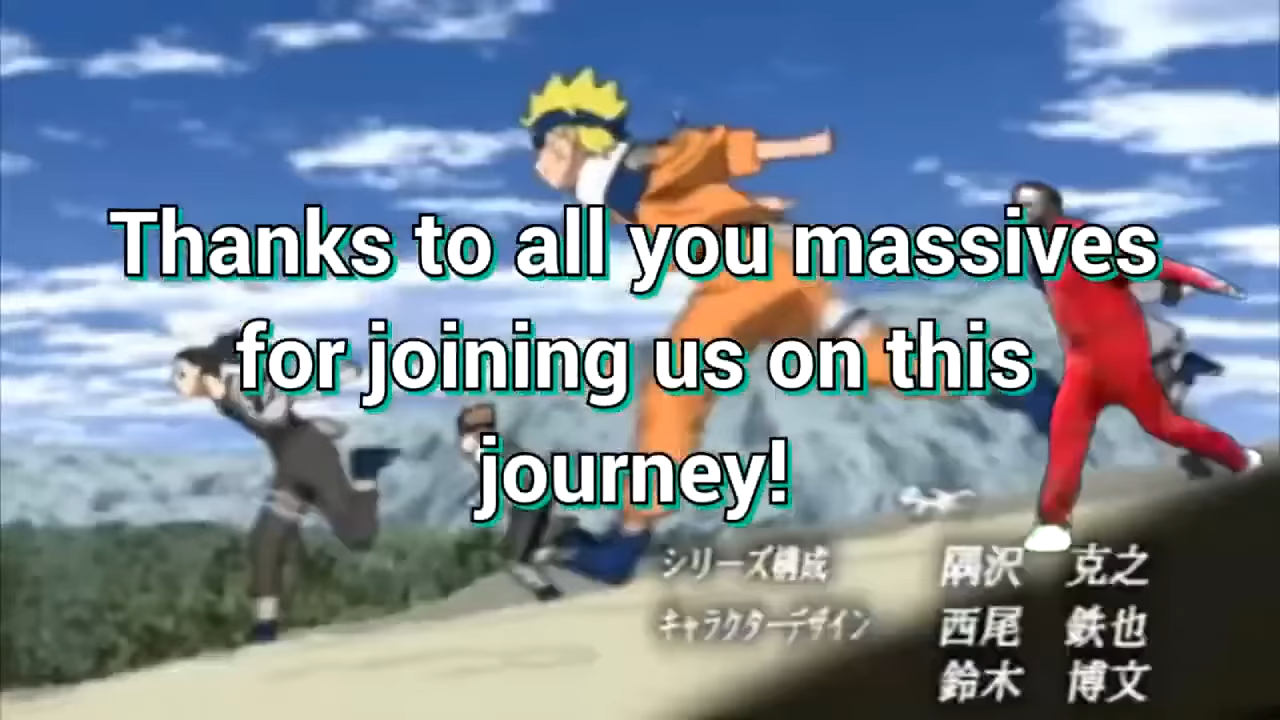 Thanks to all you massives
for joining us on this
journey!
シリーズ構成 隅沢 克之
キャラクターデザイン 西尾 鉄也
鈴木 博文